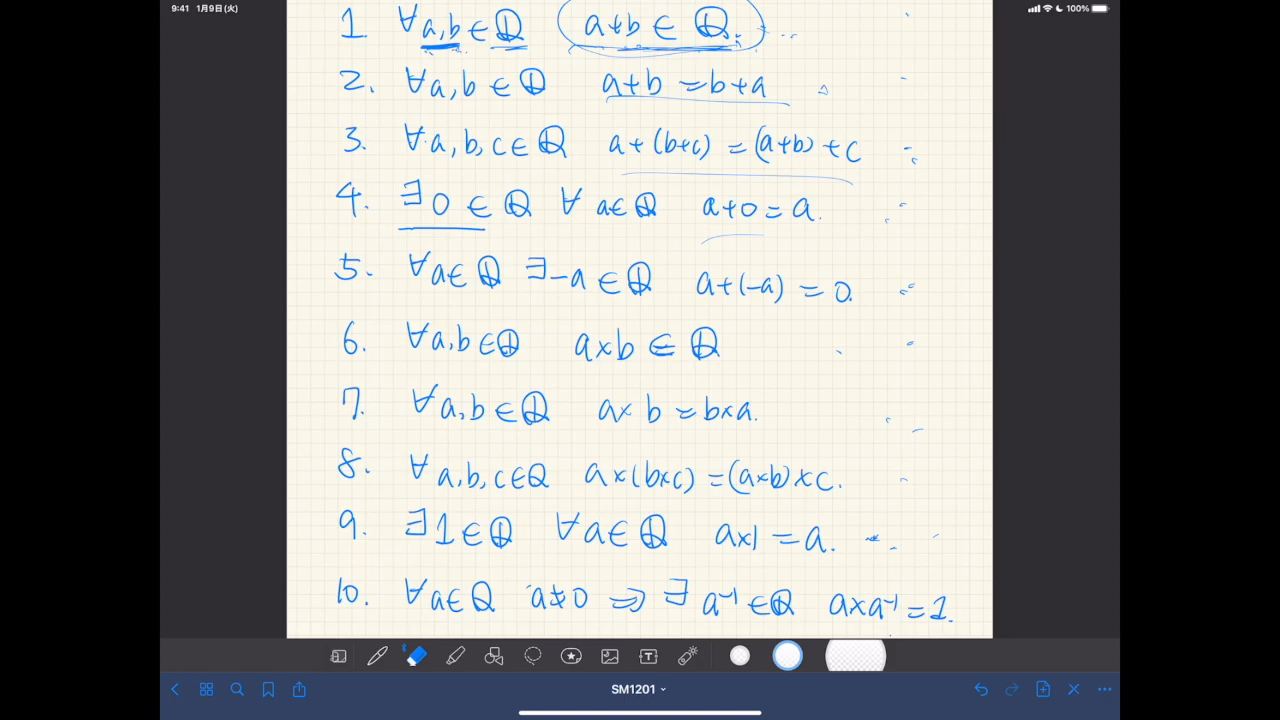 9:41 1月9日(火) 100%
1. ∀a,b∈ℚ a+b∈ℚ.
2. ∀a,b∈ℚ a+b=b+a
3. ∀a,b,c∈ℚ a+(b+c)=(a+b)+c
4. ∃0∈ℚ ∀a∈ℚ a+0=a.
5. ∀a∈ℚ ∃-a∈ℚ a+(-a)=0.
6. ∀a,b∈ℚ a×b∈ℚ
7. ∀a,b∈ℚ a×b=b×a.
8. ∀a,b,c∈ℚ a×(b×c)=(a×b)×c.
9. ∃1∈ℚ ∀a∈ℚ a×1=a.
10. ∀a∈ℚ a≠0 ⇒ ∃a⁻¹∈ℚ a×a⁻¹=1.
SM1201